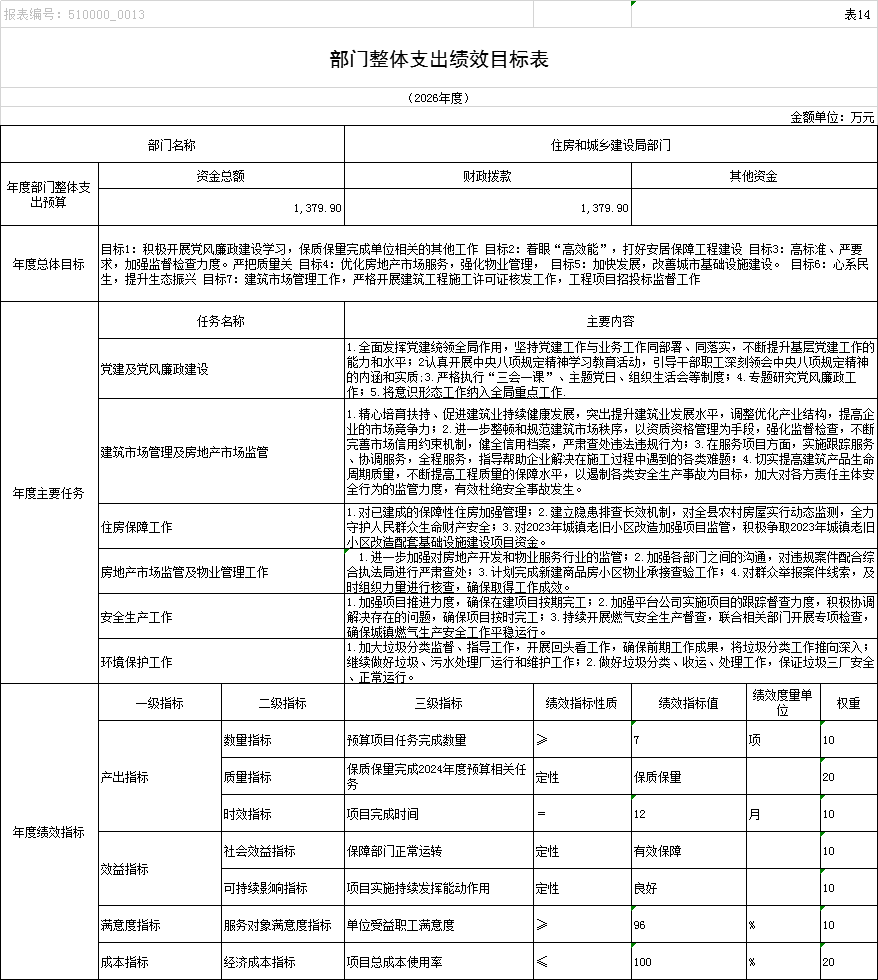 报表编号：510000_0013
表14
部门整体支出绩效目标表
（2026年度）
金额单位：万元
部门名称
住房和城乡建设局部门
年度部门整体支
出预算
资金总额
财政拨款
其他资金
1,379.90
1,379.90
年度总体目标
目标1：积极开展党风廉政建设学习，保质保量完成单位相关的其他工作 目标2：着眼“高效能”，打好安居保障工程建设 目标3：高标准、严要
求，加强监督检查力度。严把质量关 目标4：优化房地产市场服务，强化物业管理， 目标5：加快发展，改善城市基础设施建设。 目标6：心系民
生，提升生态振兴 目标7：建筑市场管理工作，严格开展建筑工程施工许可证核发工作，工程项目招投标监督工作
年度主要任务
任务名称
主要内容
党建及党风廉政建设
1.全面发挥党建统领全局作用，坚持党建工作与业务工作同部署、同落实，不断提升基层党建工作的
能力和水平；2认真开展中央八项规定精神学习教育活动，引导干部职工深刻领会中央八项规定精神
的内涵和实质;3.严格执行“三会一课”、主题党日、组织生活会等制度；4.专题研究党风廉政工
作；5.将意识形态工作纳入全局重点工作.
建筑市场管理及房地产市场监管
1.精心培育扶持、促进建筑业持续健康发展，突出提升建筑业发展水平，调整优化产业结构，提高企
业的市场竞争力；2.进一步整顿和规范建筑市场秩序，以资质资格管理为手段，强化监督检查，不断
完善市场信用约束机制，健全信用档案，严肃查处违法违规行为；3.在服务项目方面，实施跟踪服务
、协调服务，全程服务，指导帮助企业解决在施工过程中遇到的各类难题；4.切实提高建筑产品生命
周期质量，不断提高工程质量的保障水平，以遏制各类安全生产事故为目标，加大对各方责任主体安
全行为的监管力度，有效杜绝安全事故发生。
住房保障工作
1.对已建成的保障性住房加强管理；2.建立隐患排查长效机制，对全县农村房屋实行动态监测，全力
守护人民群众生命财产安全；3.对2023年城镇老旧小区改造加强项目监管，积极争取2023年城镇老旧
小区改造配套基础设施建设项目资金。
房地产市场监管及物业管理工作
1.进一步加强对房地产开发和物业服务行业的监管；2.加强各部门之间的沟通，对违规案件配合综
合执法局进行严肃查处；3.计划完成新建商品房小区物业承接查验工作；4.对群众举报案件线索，及
时组织力量进行核查，确保取得工作成效。
安全生产工作
1.加强项目推进力度，确保在建项目按期完工；2.加强平台公司实施项目的跟踪督查力度，积极协调
解决存在的问题，确保项目按时完工；3.持续开展燃气安全生产督查，联合相关部门开展专项检查，
确保城镇燃气生产安全工作平稳运行。
环境保护工作
1.加大垃圾分类监督、指导工作，开展回头看工作，确保前期工作成果，将垃圾分类工作推向深入；
继续做好垃圾、污水处理厂运行和维护工作；2.做好垃圾分类、收运、处理工作，保证垃圾三厂安全
、正常运行。
年度绩效指标
一级指标
二级指标
三级指标
绩效指标性质
绩效指标值
绩效度量单
位
权重
产出指标
数量指标
预算项目任务完成数量
≥
7
项
10
质量指标
保质保量完成2024年度预算相关任
务
定性
保质保量
20
时效指标
项目完成时间
＝
12
月
10
效益指标
社会效益指标
保障部门正常运转
定性
有效保障
10
可持续影响指标
项目实施持续发挥能动作用
定性
良好
10
满意度指标
服务对象满意度指标
单位受益职工满意度
≥
96
%
10
成本指标
经济成本指标
项目总成本使用率
≤
100
%
20